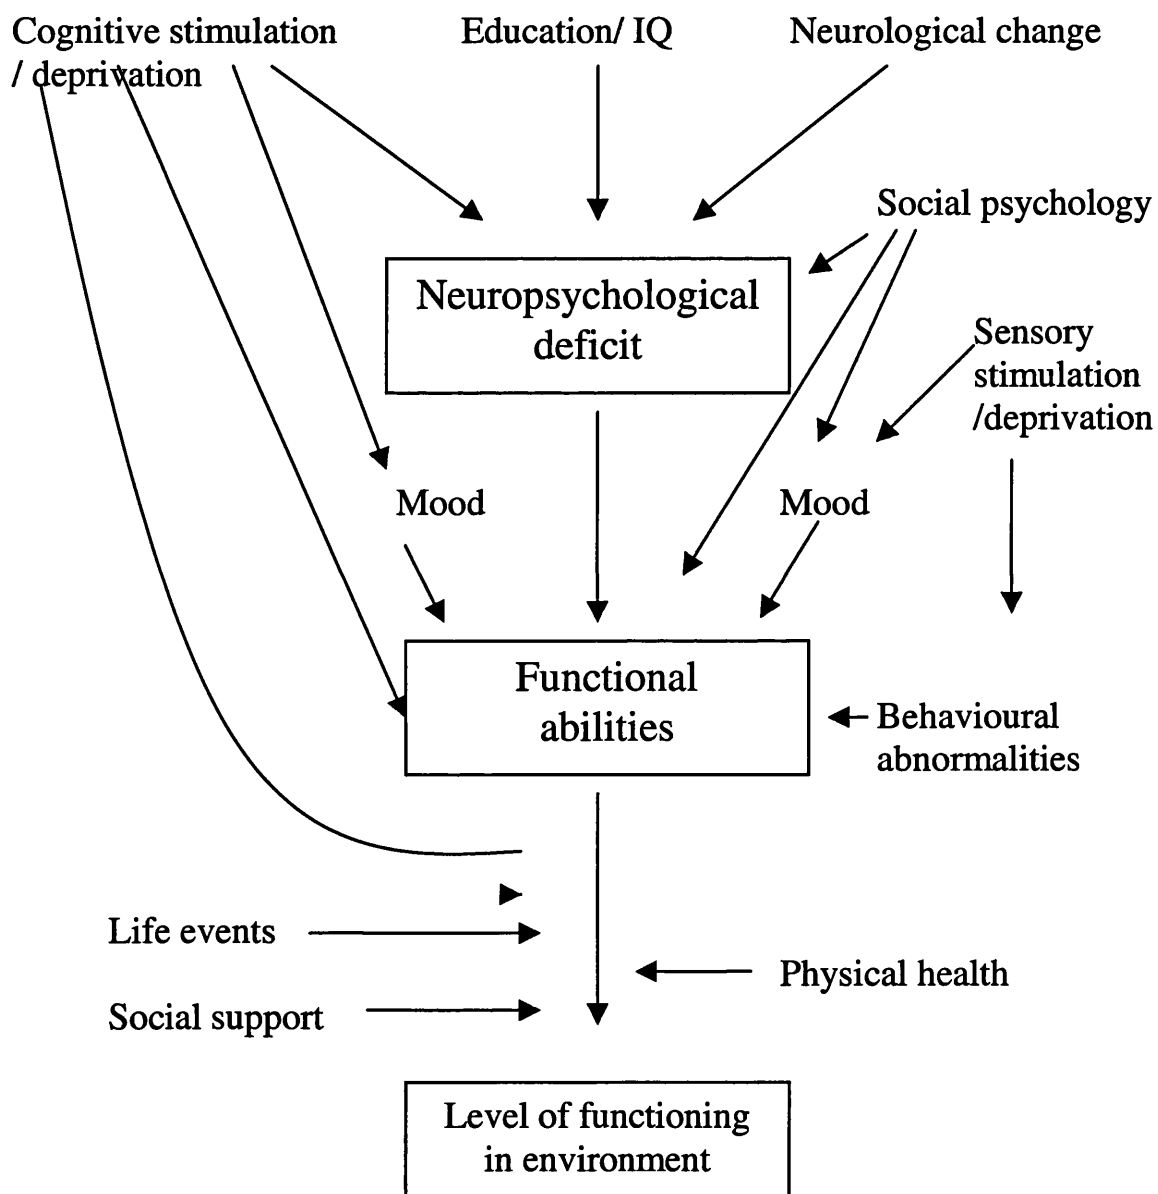 Cognitive stimulation
/ deprivation
Education/ IQ
Neurological change
Social psychology
Neuropsychological
deficit
Sensory
stimulation
/deprivation
Mood
Mood
Functional
abilities
Behavioural
abnormalities
Life events
Physical health
Social support
Level of functioning
in environment